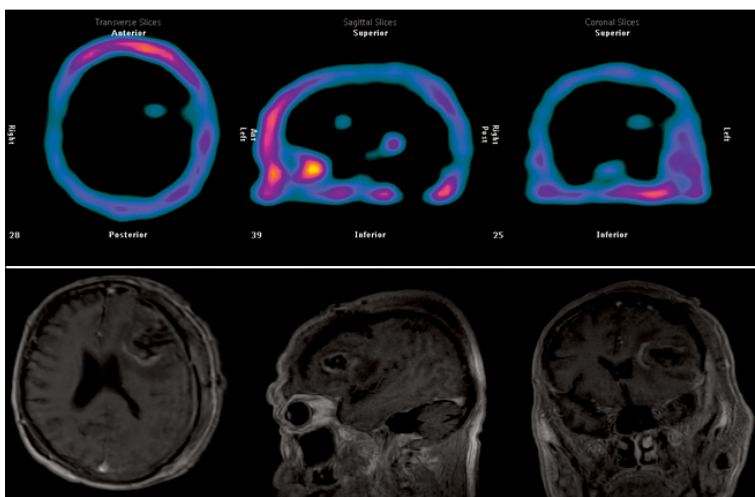 Transverse Slices
Anterior
Sagittal Slices
Superior
Coronal Slices
Superior
Right
Left
Ant
Post
Right
Left
28
Posterior
39
Inferior
25
Inferior